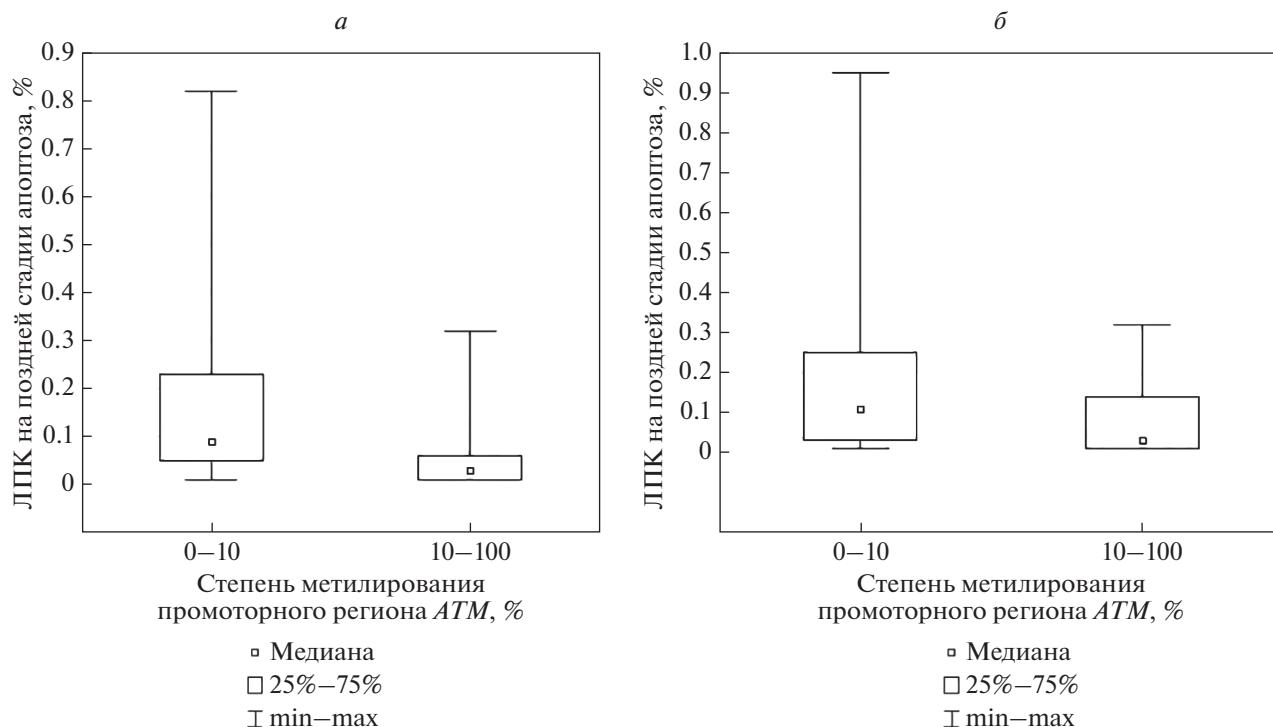 а
ЛПК на поздней стадии апоптоза, %
0.9
0.8
0.7
0.6
0.5
0.4
0.3
0.2
0.1
0
0–10
10–100
Степень метилирования
промоторного региона ATM, %
Медиана
25%–75%
min–max
б
ЛПК на поздней стадии апоптоза, %
1.0
0.9
0.8
0.7
0.6
0.5
0.4
0.3
0.2
0.1
0
0–10
10–100
Степень метилирования
промоторного региона ATM, %
Медиана
25%–75%
min–max